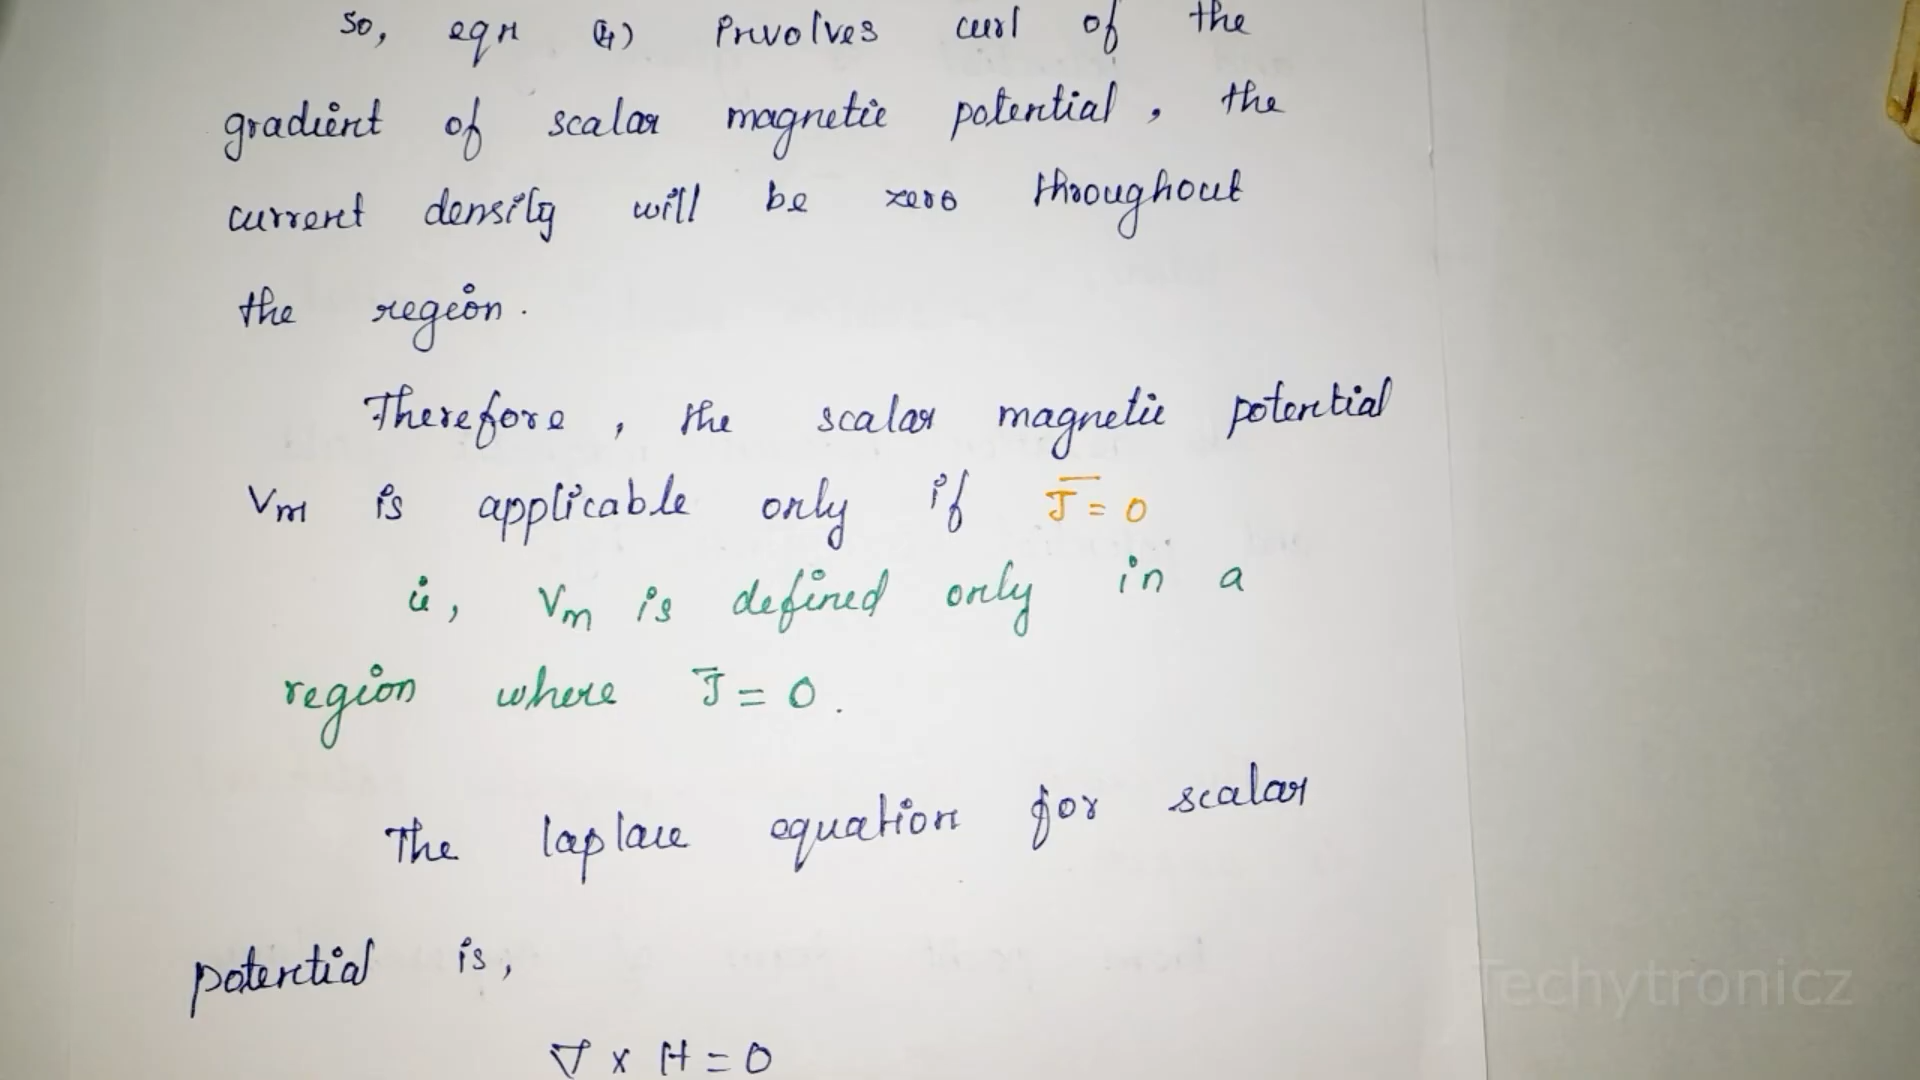 So, eqn (4) involves curl of the
gradient of scalar magnetic potential, the
current density will be zero throughout
the region.
Therefore, the scalar magnetic potential
Vm is applicable only if J̅ = 0
ie, Vm is defined only in a
region where J̅ = 0.
The laplace equation for scalar
potential is,
∇ × H = 0
Techytronicz